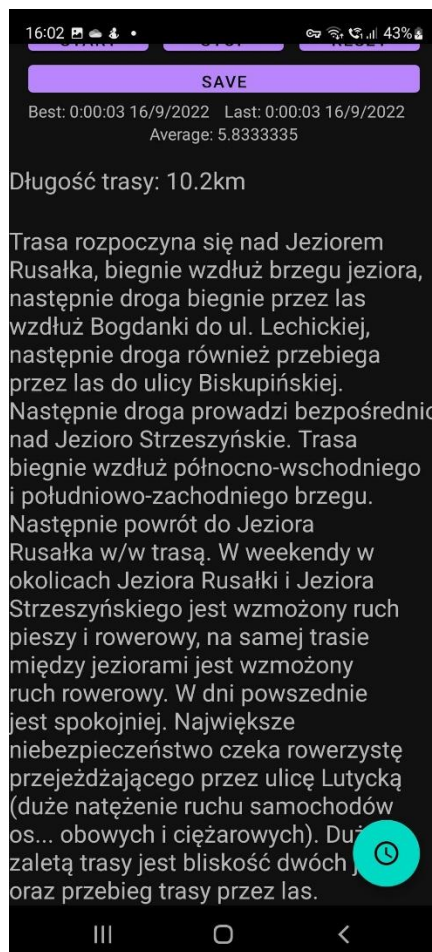 16:02 43%
START STOP RESET
SAVE
Best: 0:00:03 16/9/2022 Last: 0:00:03 16/9/2022
Average: 5.8333335
Długość trasy: 10.2km
Trasa rozpoczyna się nad Jeziorem
Rusałka, biegnie wzdłuż brzegu jeziora,
następnie droga biegnie przez las
wzdłuż Bogdanki do ul. Lechickiej,
następnie droga również przebiega
przez las do ulicy Biskupińskiej.
Następnie droga prowadzi bezpośrednio
nad Jezioro Strzeszyńskie. Trasa
biegnie wzdłuż północno-wschodniego
i południowo-zachodniego brzegu.
Następnie powrót do Jeziora
Rusałka w/w trasą. W weekendy w
okolicach Jeziora Rusałki i Jeziora
Strzeszyńskiego jest wzmożony ruch
pieszy i rowerowy, na samej trasie
między jeziorami jest wzmożony
ruch rowerowy. W dni powszednie
jest spokojniej. Największe
niebezpieczeństwo czeka rowerzystę
przejeżdżającego przez ulicę Lutycką
(duże natężenie ruchu samochodów
os... obowych i ciężarowych).
zaletą trasy jest bliskość dwóch
oraz przebieg trasy przez las.